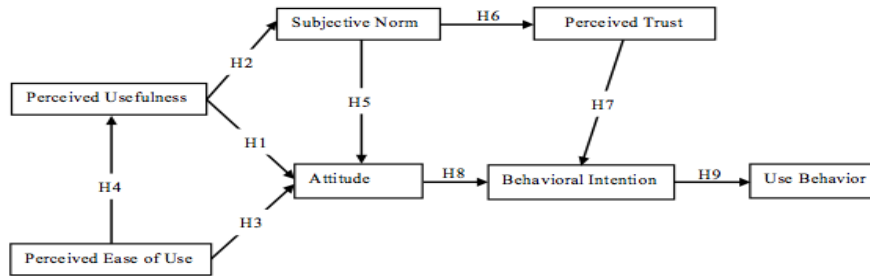 Subjective Norm
H6
Perceived Trust
H2
Perceived Usefulness
H5
H7
H1
Attitude
H8
Behavioral Intention
H9
Use Behavior
H4
H3
Perceived Ease of Use